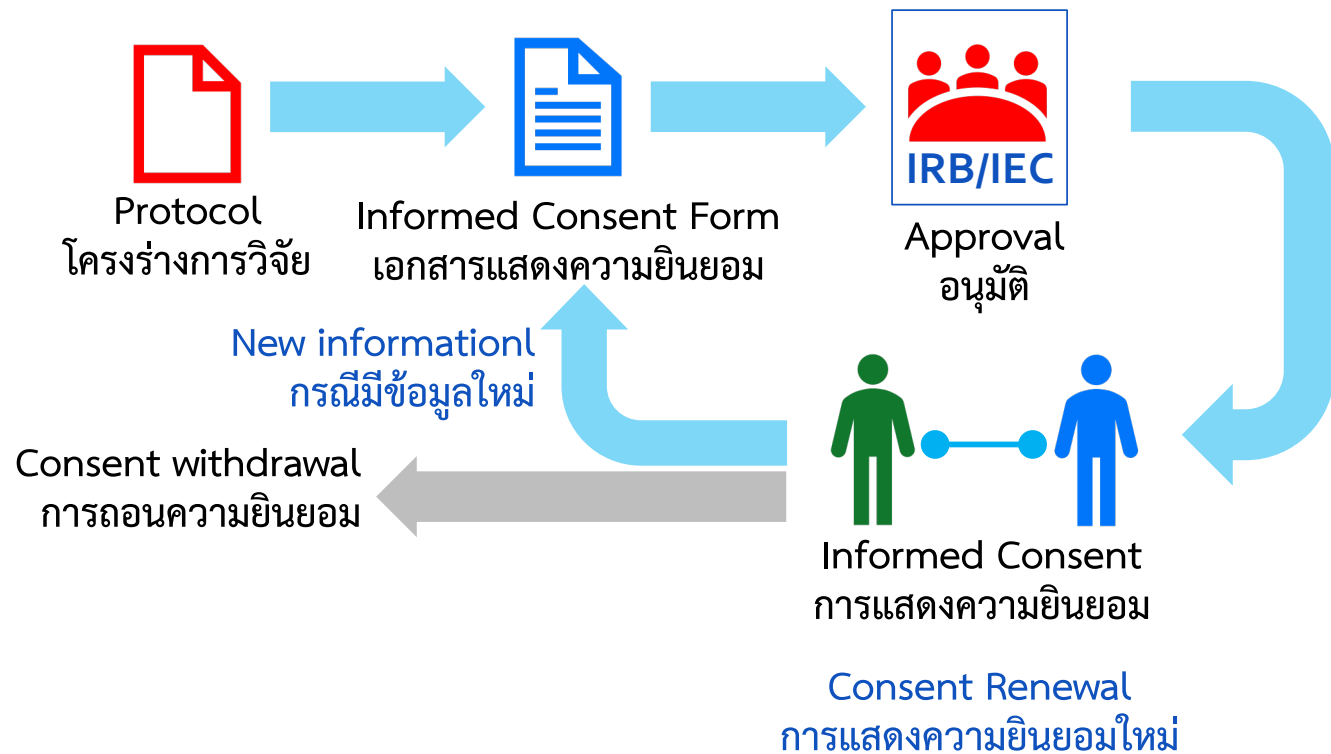 IRB/IEC
Protocol
โครงร่างการวิจัย
Informed Consent Form
เอกสารแสดงความยินยอม
Approval
อนุมัติ
New informationl
กรณีมีข้อมูลใหม่
Consent withdrawal
การถอนความยินยอม
Informed Consent
การแสดงความยินยอม
Consent Renewal
การแสดงความยินยอมใหม่